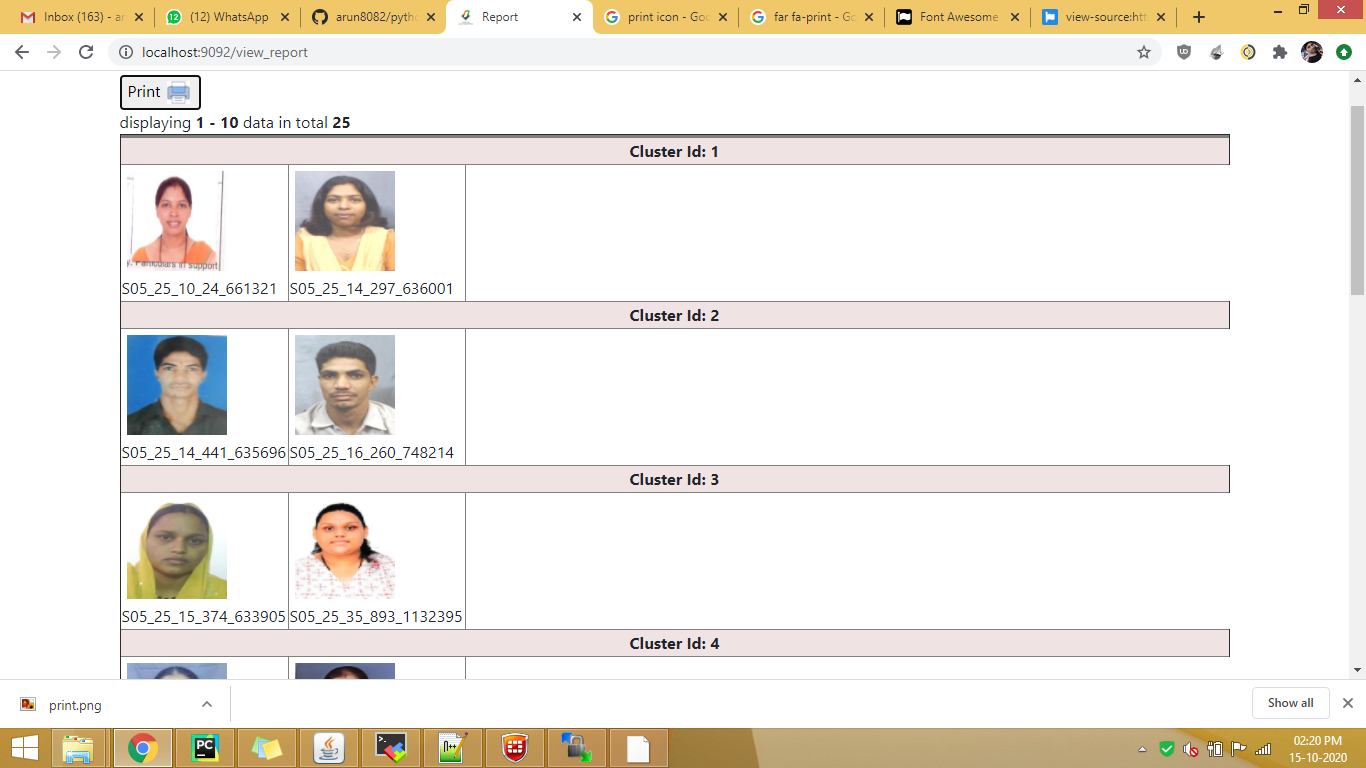 Inbox (163) - ar
(12) WhatsApp
arun8082/pytho
Report
print icon - Goo
far fa-print - Go
Font Awesome
view-source:htt
localhost:9092/view_report
Print
displaying 1 - 10 data in total 25
Cluster Id: 1
y. Particulars in support
S05_25_10_24_661321 S05_25_14_297_636001
Cluster Id: 2
S05_25_14_441_635696 S05_25_16_260_748214
Cluster Id: 3
S05_25_15_374_633905 S05_25_35_893_1132395
Cluster Id: 4
print.png
Show all
02:20 PM
15-10-2020